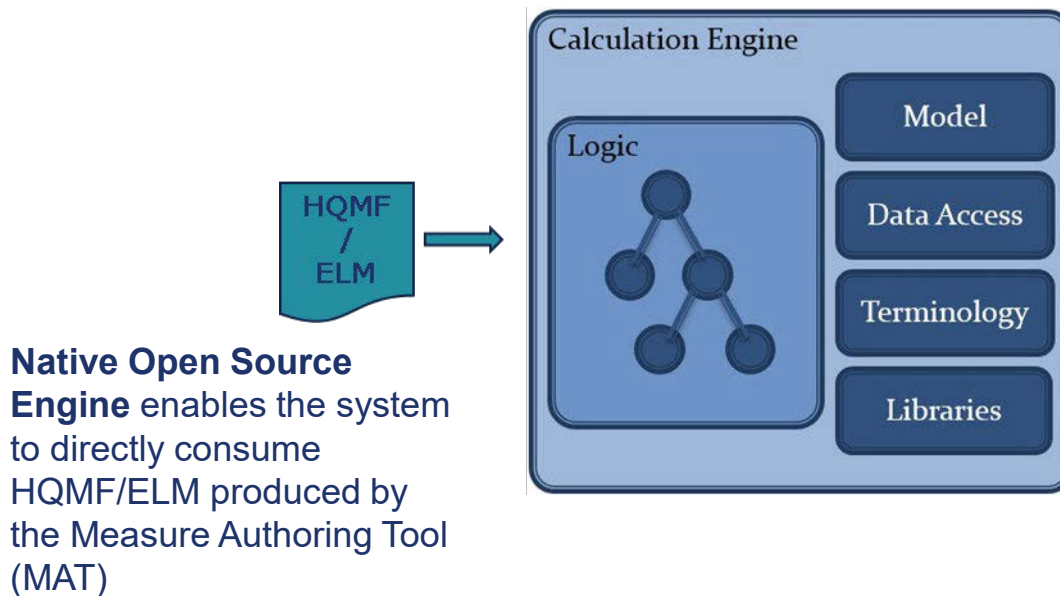 Calculation Engine
Logic
Model
Data Access
Terminology
Libraries
HQMF
/
ELM
Native Open Source
Engine enables the system
to directly consume
HQMF/ELM produced by
the Measure Authoring Tool
(MAT)